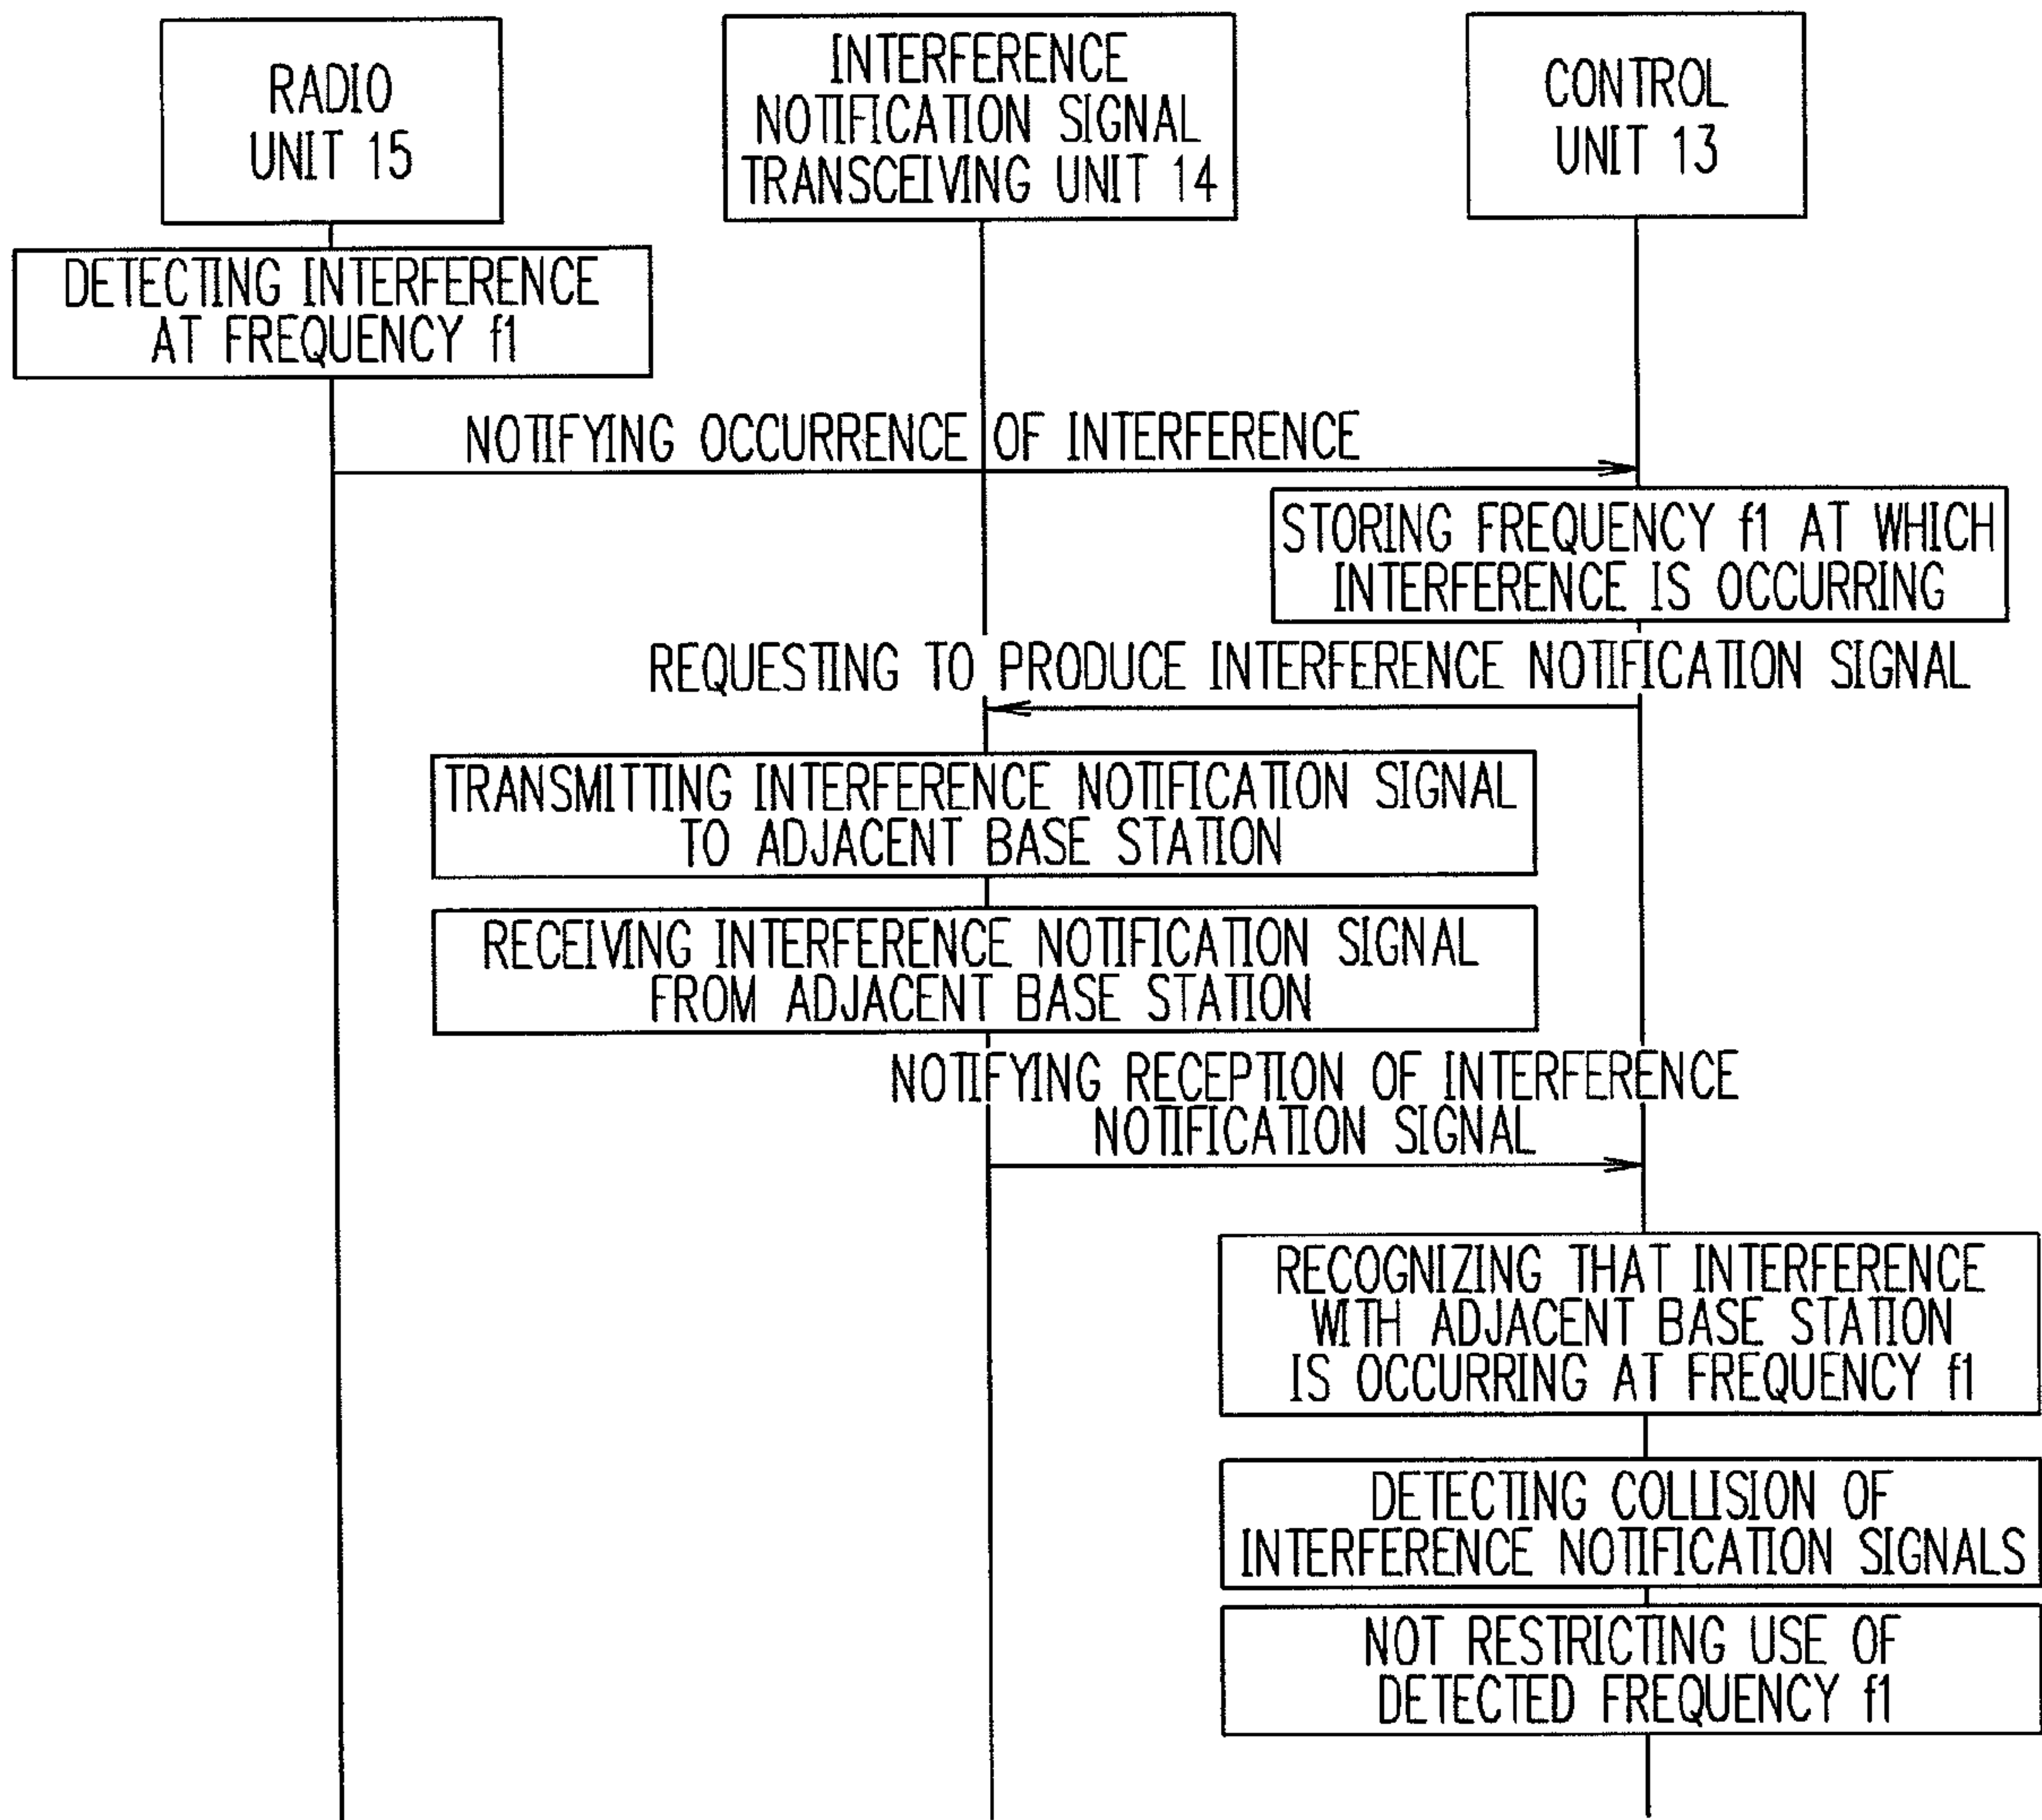 RADIO
UNIT 15
INTERFERENCE
NOTIFICATION SIGNAL
TRANSCEIVING UNIT 14
CONTROL
UNIT 13
DETECTING INTERFERENCE
AT FREQUENCY f1
NOTIFYING OCCURRENCE OF INTERFERENCE
STORING FREQUENCY f1 AT WHICH
INTERFERENCE IS OCCURRING
REQUESTING TO PRODUCE INTERFERENCE NOTIFICATION SIGNAL
TRANSMITTING INTERFERENCE NOTIFICATION SIGNAL
TO ADJACENT BASE STATION
RECEIVING INTERFERENCE NOTIFICATION SIGNAL
FROM ADJACENT BASE STATION
NOTIFYING RECEPTION OF INTERFERENCE
NOTIFICATION SIGNAL
RECOGNIZING THAT INTERFERENCE
WITH ADJACENT BASE STATION
IS OCCURRING AT FREQUENCY f1
DETECTING COLLISION OF
INTERFERENCE NOTIFICATION SIGNALS
NOT RESTRICTING USE OF
DETECTED FREQUENCY f1